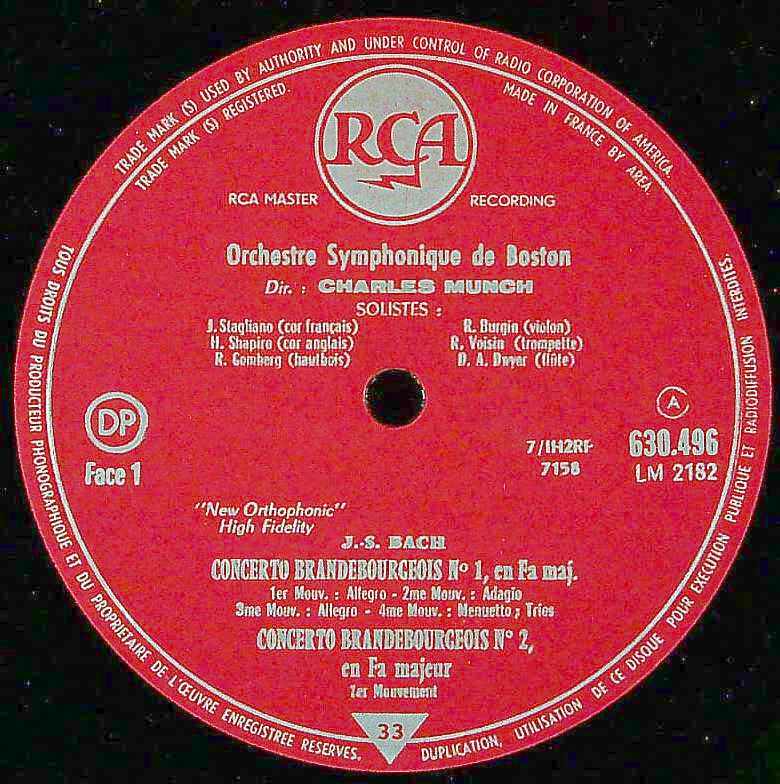 TRADE MARK (S) USED BY AUTHORITY AND UNDER CONTROL OF RADIO CORPORATION OF AMERICA.
TRADE MARK (S) REGISTERED.
MADE IN FRANCE BY AREA.
RCA
RCA MASTER RECORDING
Orchestre Symphonique de Boston
Dir. : CHARLES MUNCH
SOLISTES :
J. Stagliano (cor français) R. Burgin (violon)
H. Shapiro (cor anglais) R. Voisin (trompette)
R. Gomberg (hautbois) D. A. Dwyer (flûte)
DP
Face 1
A
7/1H2RP 630.496
7158 LM 2182
"New Orthophonic"
High Fidelity
J.-S. BACH
CONCERTO BRANDEBOURGEOIS Nº 1, en Fa maj.
1er Mouv. : Allegro - 2me Mouv. : Adagio
3me Mouv. : Allegro - 4me Mouv. : Menuetto ; Trios
CONCERTO BRANDEBOURGEOIS Nº 2,
en Fa majeur
1er Mouvement
33
TOUS DROITS DU PRODUCTEUR PHONOGRAPHIQUE ET DU PROPRIETAIRE DE L'ŒUVRE ENREGISTREE RESERVES. DUPLICATION, UTILISATION DE CE DISQUE POUR EXECUTION PUBLIQUE ET RADIODIFFUSION INTERDITES.